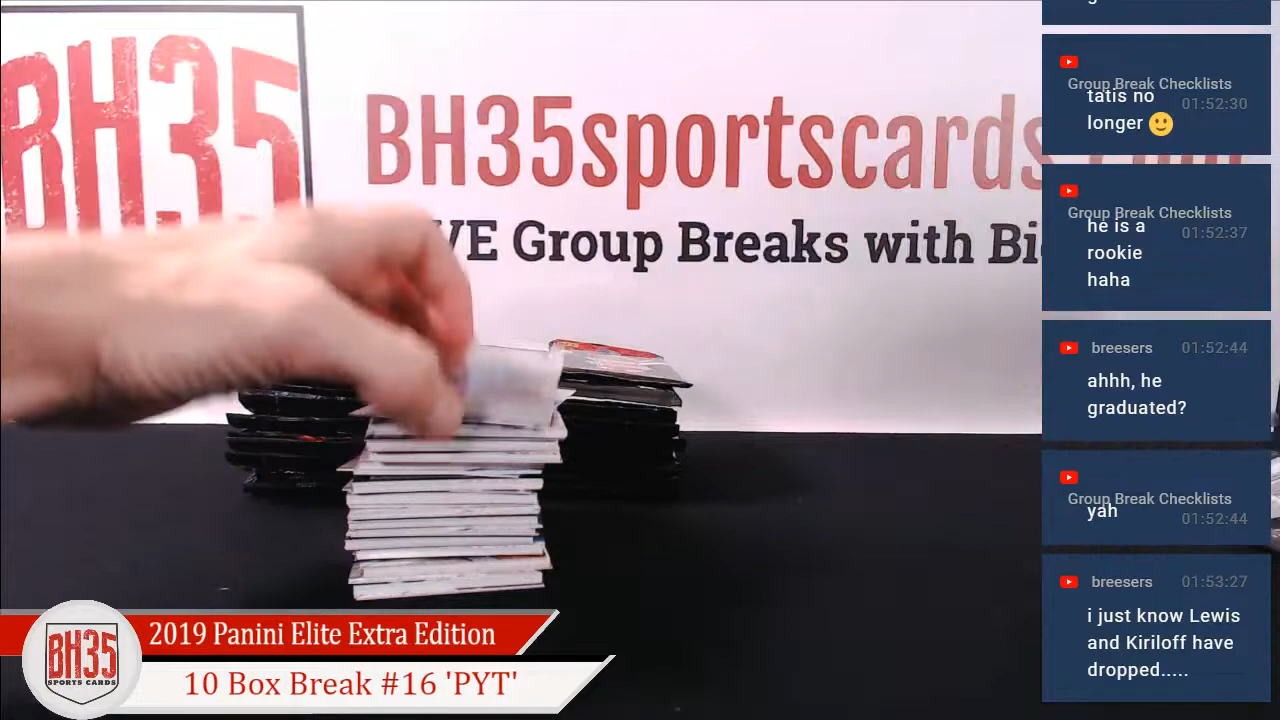 BH35
BH35sportscards
VE Group Breaks with Bi
Group Break Checklists
tatis no
01:52:30
longer 🙂
Group Break Checklists
he is a
01:52:37
rookie
haha
breesers 01:52:44
ahhh, he
graduated?
Group Break Checklists
yah
01:52:44
breesers 01:53:27
i just know Lewis
and Kiriloff have
dropped.....
BH35
SPORTS CARDS
2019 Panini Elite Extra Edition
10 Box Break #16 'PYT'